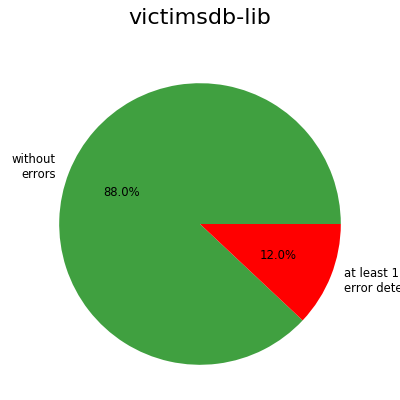 victimsdb-lib
without
errors
88.0%
12.0%
at least 1
error dete